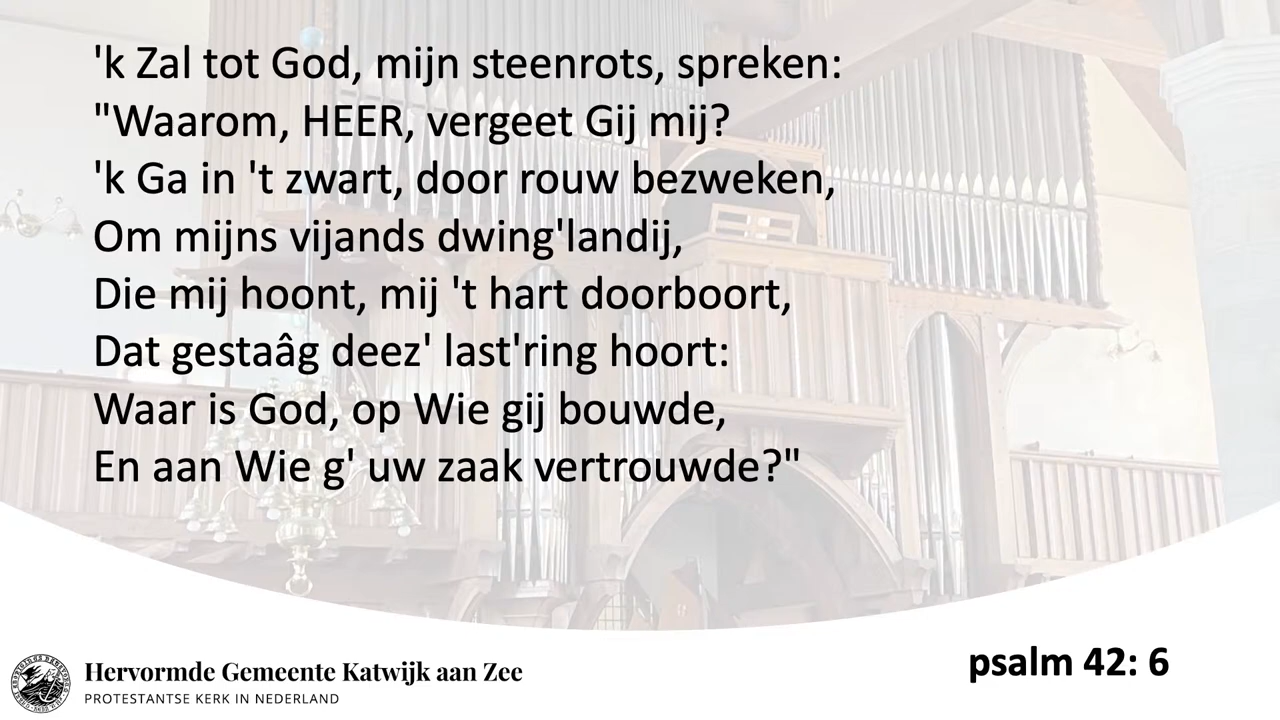 'k Zal tot God, mijn steenrots, spreken:
"Waarom, HEER, vergeet Gij mij?
'k Ga in 't zwart, door rouw bezweken,
Om mijns vijands dwing'landij,
Die mij hoont, mij 't hart doorboort,
Dat gestaâg deez' last'ring hoort:
Waar is God, op Wie gij bouwde,
En aan Wie g' uw zaak vertrouwde?"
Hervormde Gemeente Katwijk aan Zee
PROTESTANTSE KERK IN NEDERLAND
psalm 42: 6